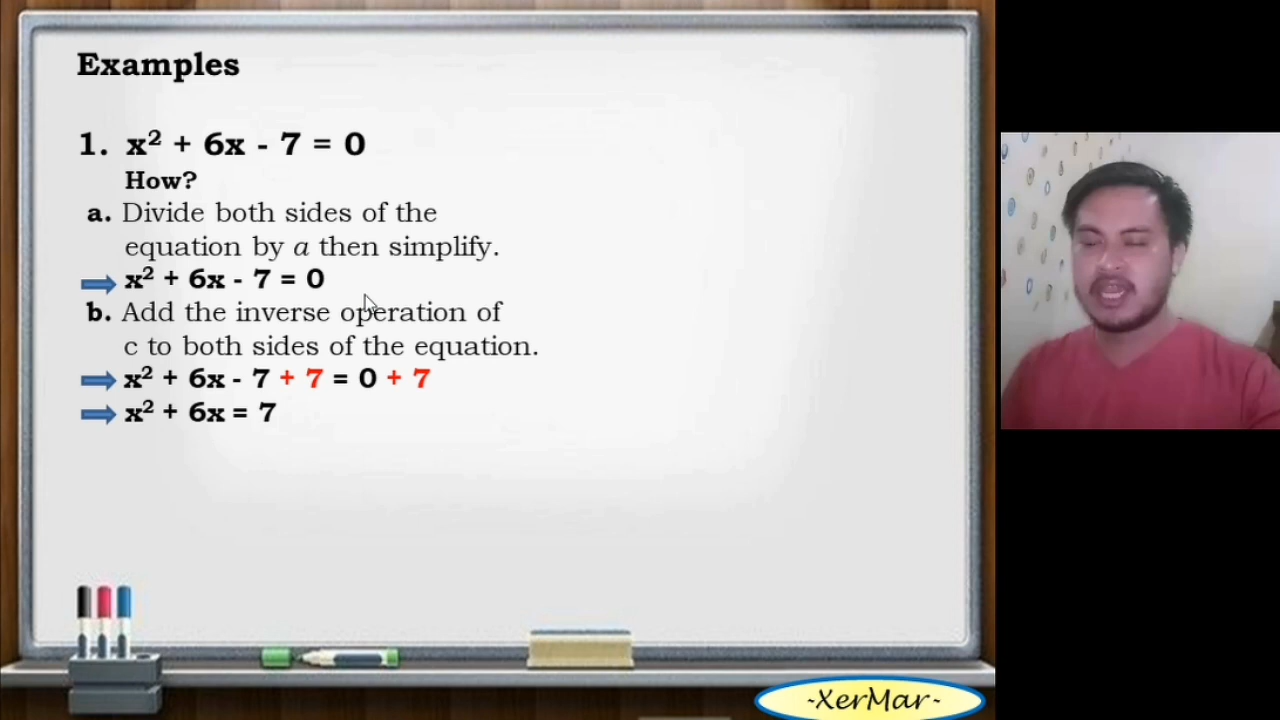 Examples
1. x² + 6x - 7 = 0
How?
a. Divide both sides of the
equation by a then simplify.
x² + 6x - 7 = 0
b. Add the inverse operation of
c to both sides of the equation.
x² + 6x - 7 + 7 = 0 + 7
x² + 6x = 7
-XerMar-